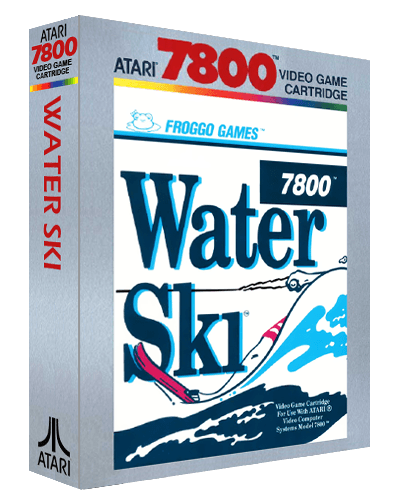 ATARI
7800
VIDEO GAME
CARTRIDGE
WATER SKI
ATARI
ATARI 7800™ VIDEO GAME
CARTRIDGE
FROGGO GAMES™
7800™
Water
Ski™
Video Game Cartridge
For Use With ATARI®
Video Computer
Systems Model 7800™